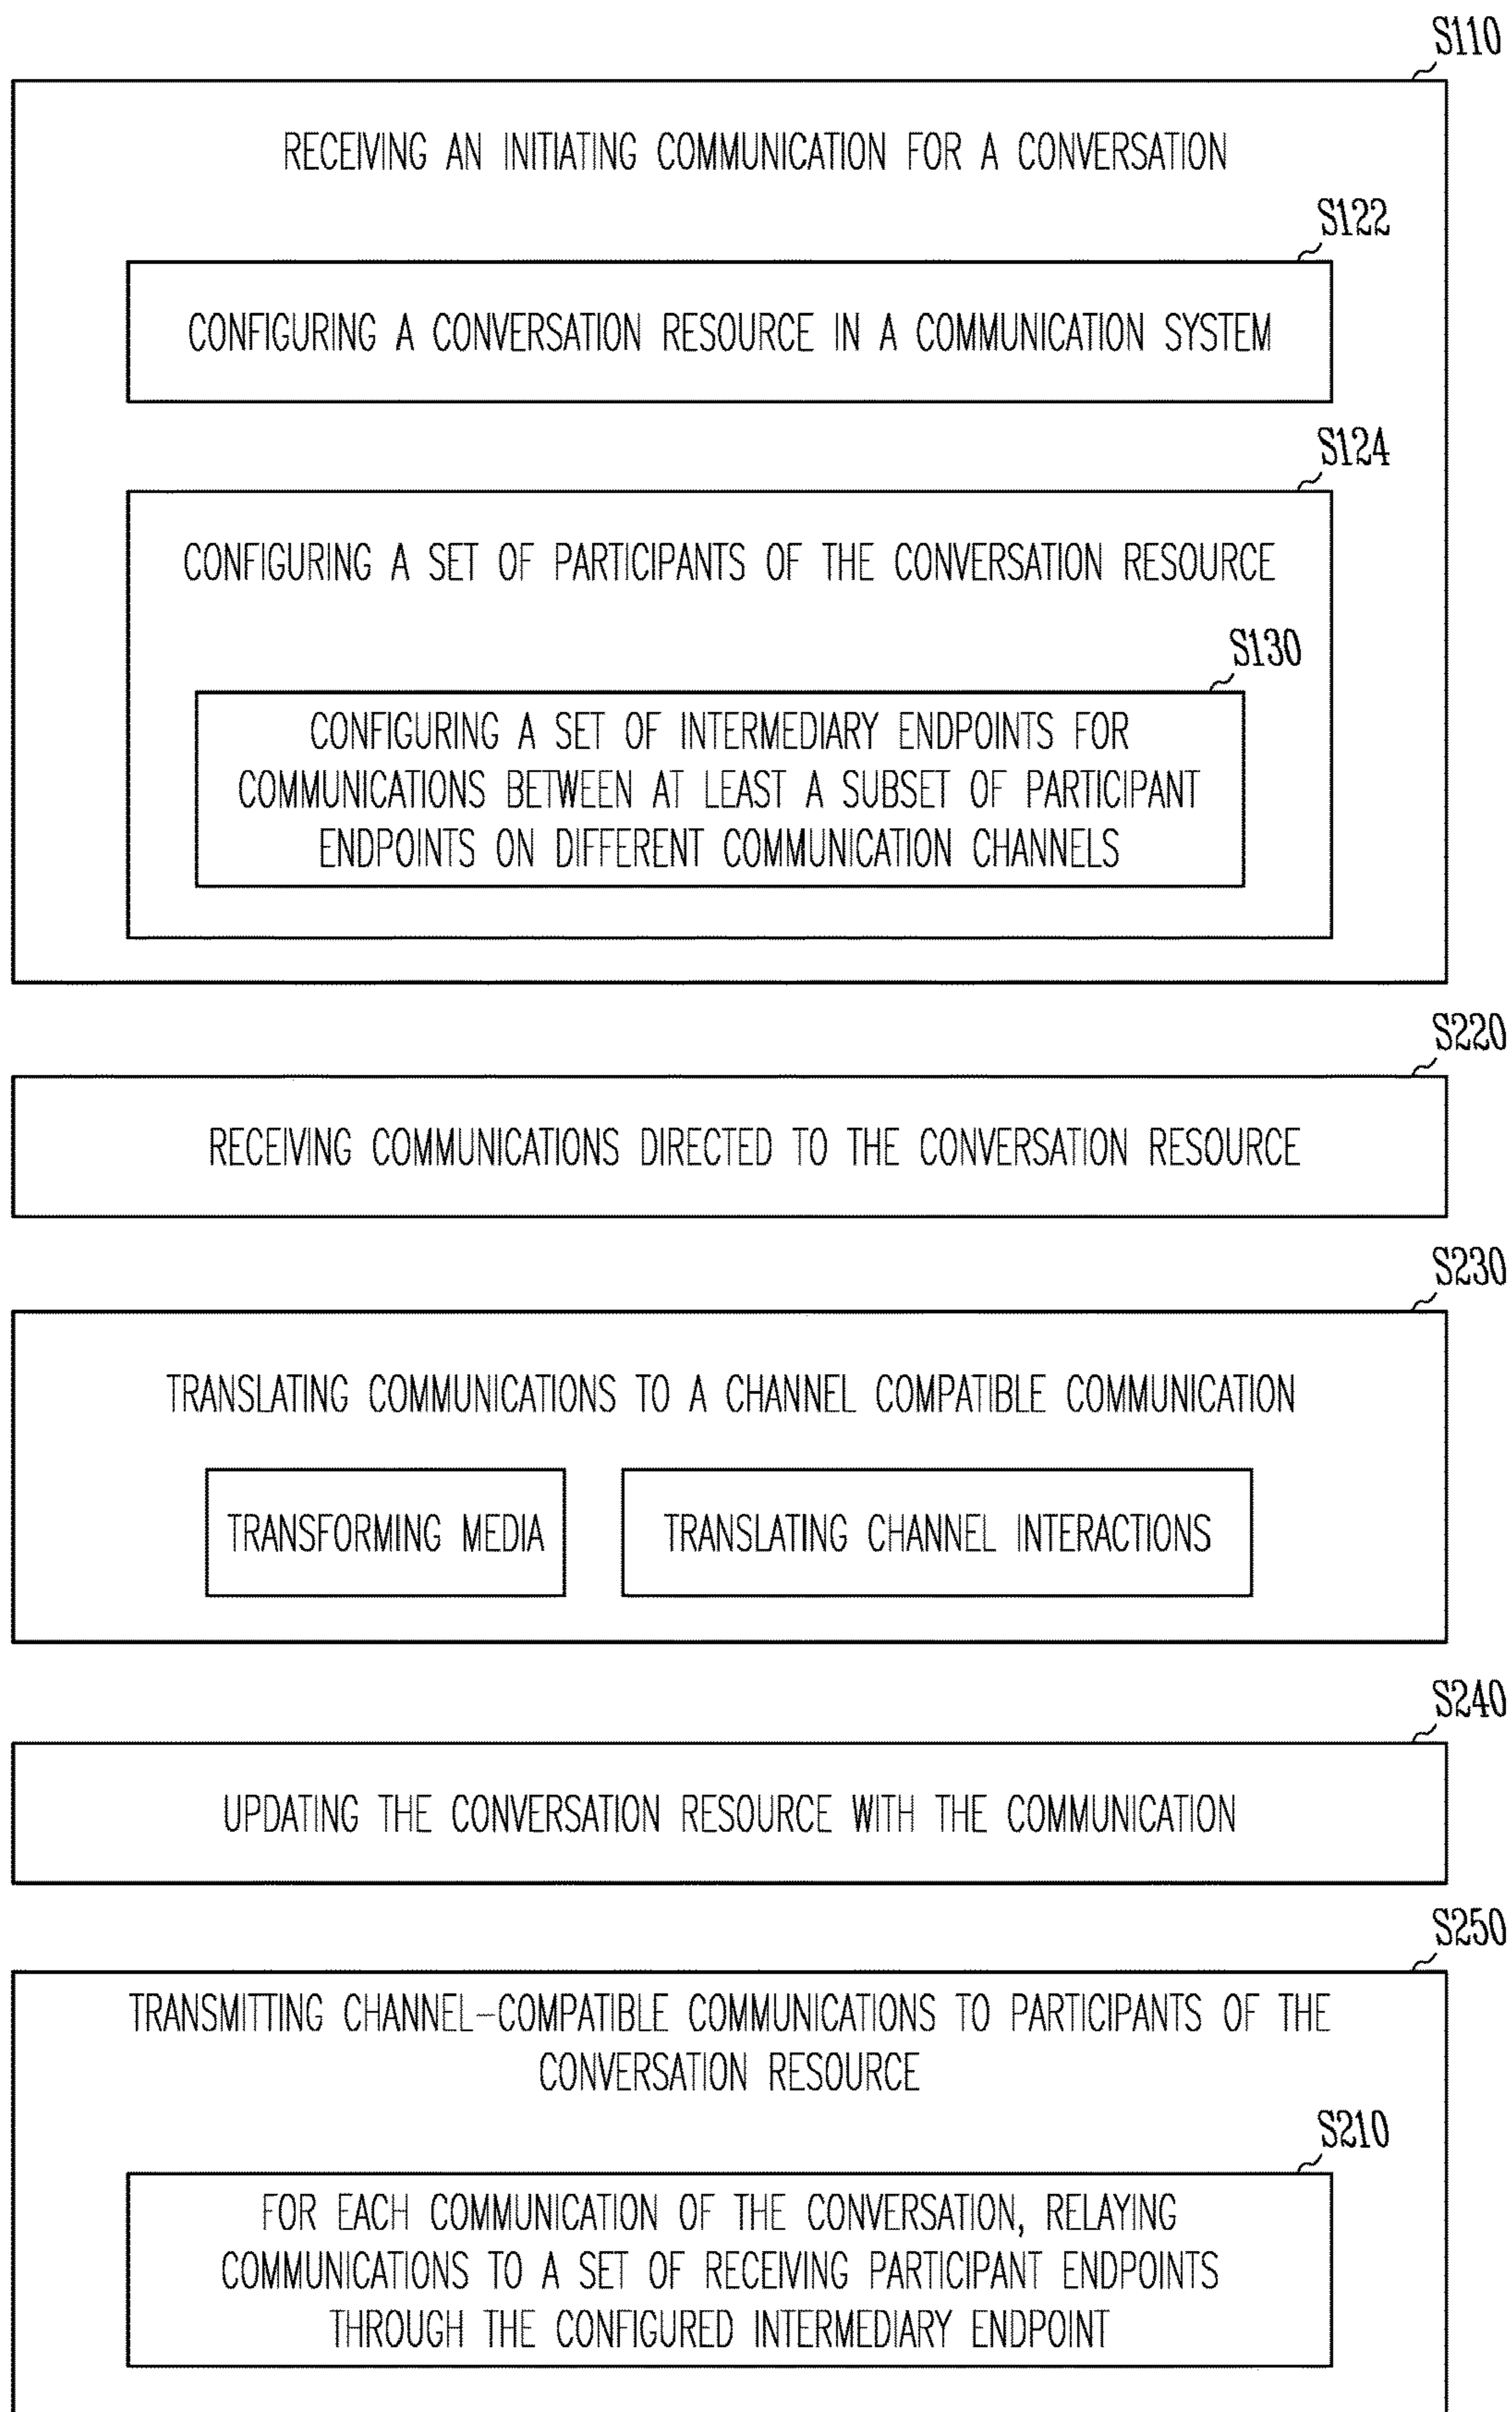 S110
RECEIVING AN INITIATING COMMUNICATION FOR A CONVERSATION
S122
CONFIGURING A CONVERSATION RESOURCE IN A COMMUNICATION SYSTEM
S124
CONFIGURING A SET OF PARTICIPANTS OF THE CONVERSATION RESOURCE
S130
CONFIGURING A SET OF INTERMEDIARY ENDPOINTS FOR
COMMUNICATIONS BETWEEN AT LEAST A SUBSET OF PARTICIPANT
ENDPOINTS ON DIFFERENT COMMUNICATION CHANNELS
S220
RECEIVING COMMUNICATIONS DIRECTED TO THE CONVERSATION RESOURCE
S230
TRANSLATING COMMUNICATIONS TO A CHANNEL COMPATIBLE COMMUNICATION
TRANSFORMING MEDIA
TRANSLATING CHANNEL INTERACTIONS
S240
UPDATING THE CONVERSATION RESOURCE WITH THE COMMUNICATION
S250
TRANSMITTING CHANNEL-COMPATIBLE COMMUNICATIONS TO PARTICIPANTS OF THE
CONVERSATION RESOURCE
S210
FOR EACH COMMUNICATION OF THE CONVERSATION, RELAYING
COMMUNICATIONS TO A SET OF RECEIVING PARTICIPANT ENDPOINTS
THROUGH THE CONFIGURED INTERMEDIARY ENDPOINT